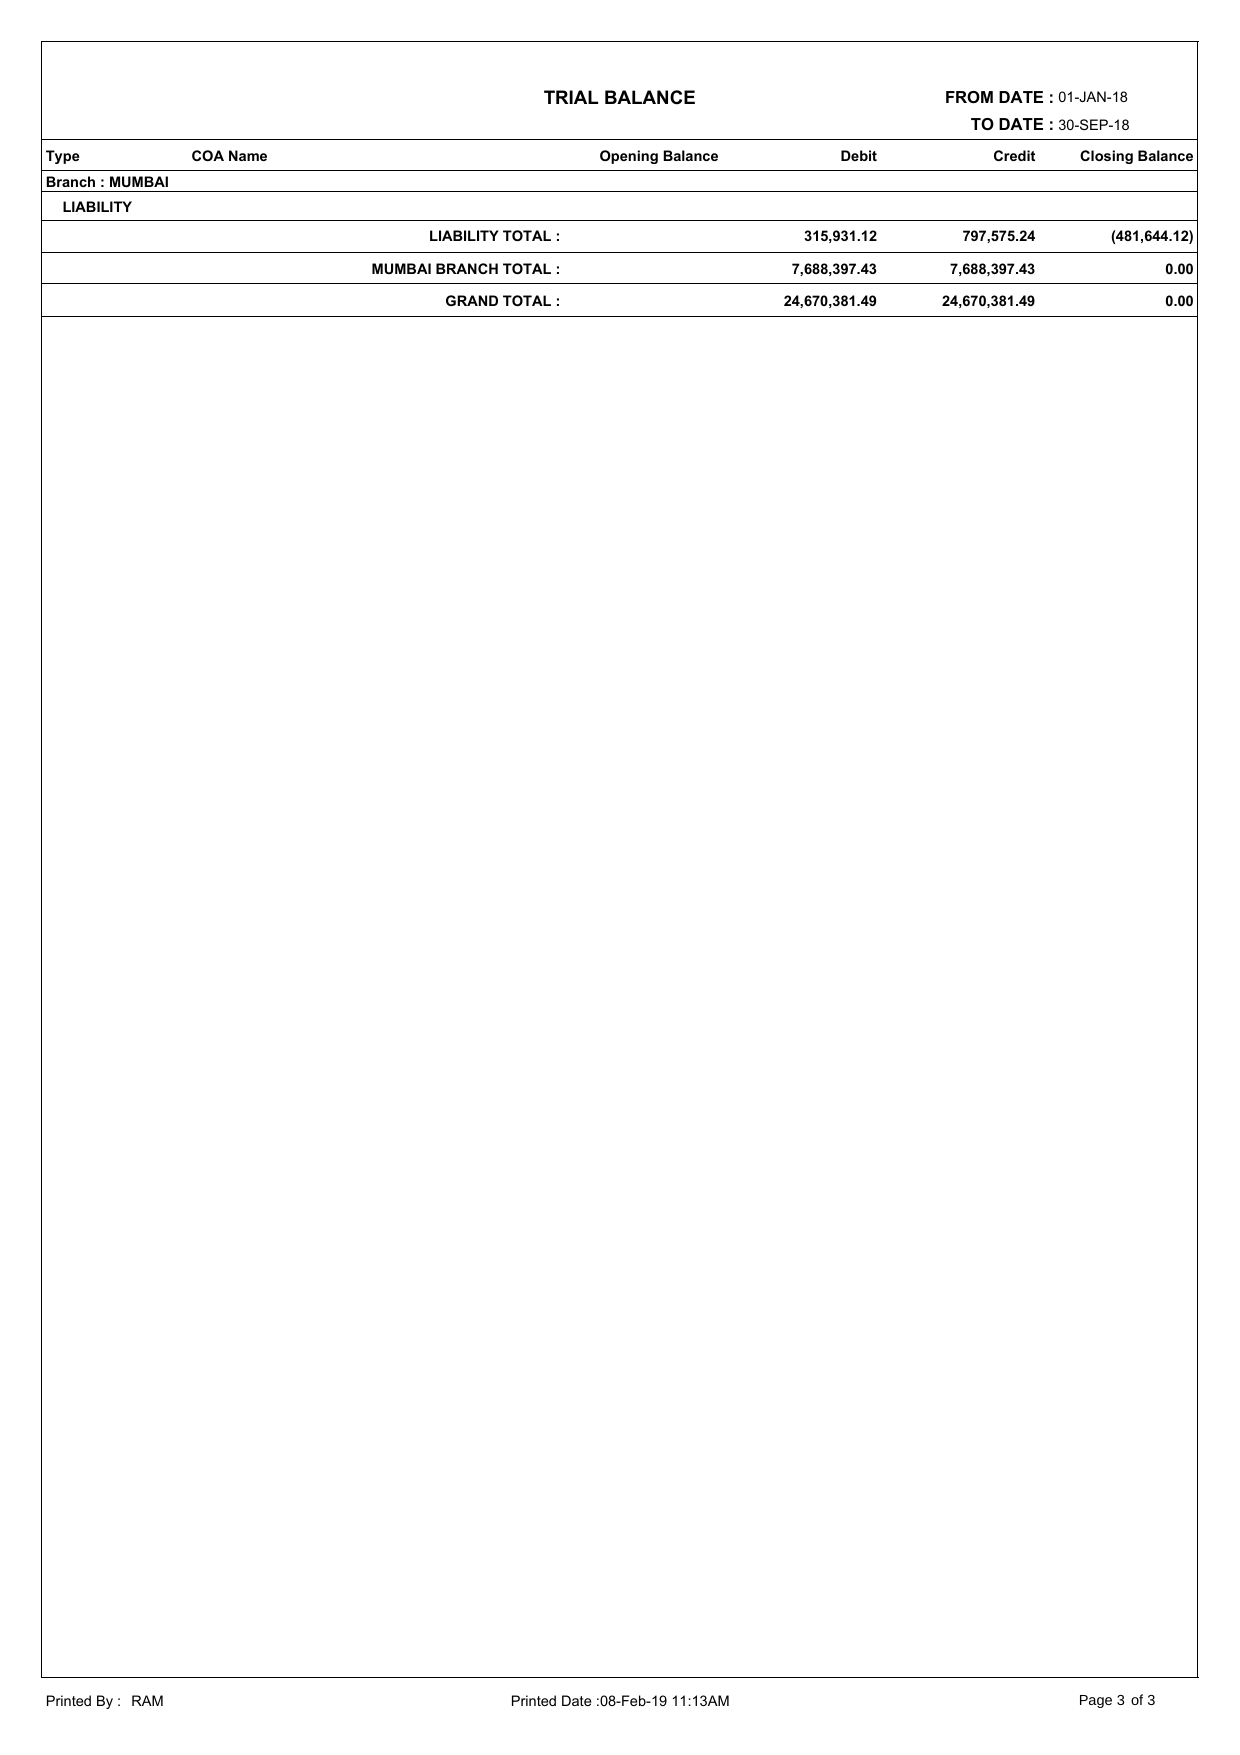 TRIAL BALANCE
FROM DATE : 01-JAN-18
TO DATE : 30-SEP-18
Type COA Name Opening Balance Debit Credit Closing Balance
Branch : MUMBAI
LIABILITY
LIABILITY TOTAL : 315,931.12 797,575.24 (481,644.12)
MUMBAI BRANCH TOTAL : 7,688,397.43 7,688,397.43 0.00
GRAND TOTAL : 24,670,381.49 24,670,381.49 0.00
Printed By : RAM Printed Date :08-Feb-19 11:13AM Page 3 of 3